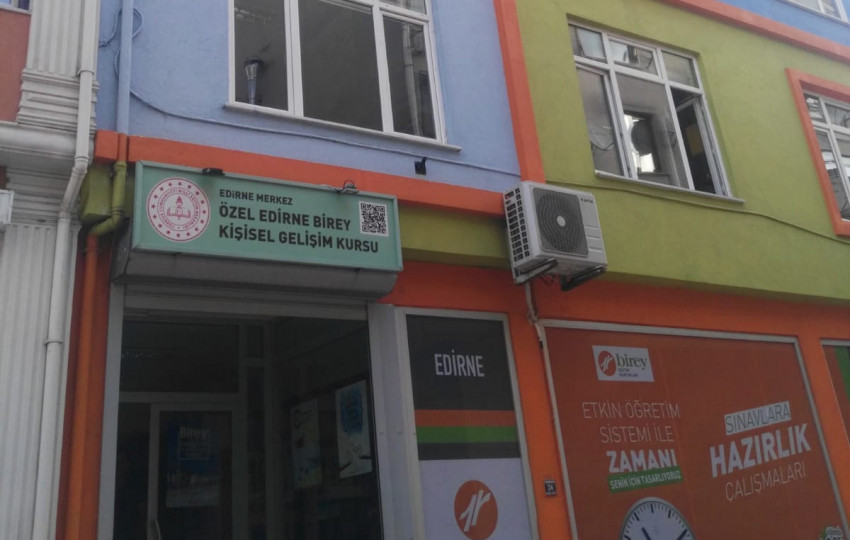 EDİRNE MERKEZ
ÖZEL EDİRNE BİREY
KİŞİSEL GELİŞİM KURSU
EDİRNE
birey
ETKİN ÖĞRETİM
SİSTEMİ İLE
ZAMANI
SENİN İÇİN TASARLIYORUZ
SINAVLARA
HAZIRLIK
ÇALIŞMALARI
Birey